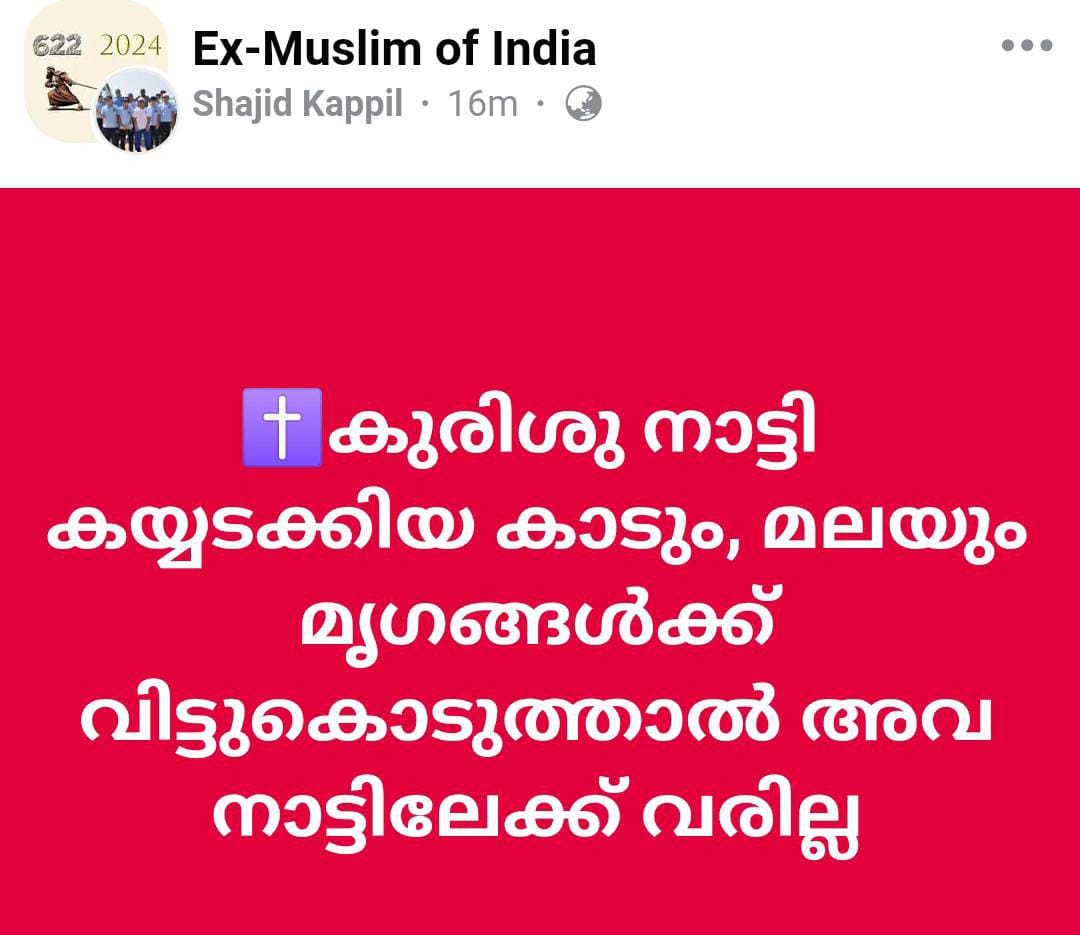 622 2024
Ex-Muslim of India
Shajid Kappil · 16m ·
✝️കുരിശു നാട്ടി
കയ്യടക്കിയ കാടും, മലയും
മൃഗങ്ങൾക്ക്
വിട്ടുകൊടുത്താൽ അവ
നാട്ടിലേക്ക് വരില്ല